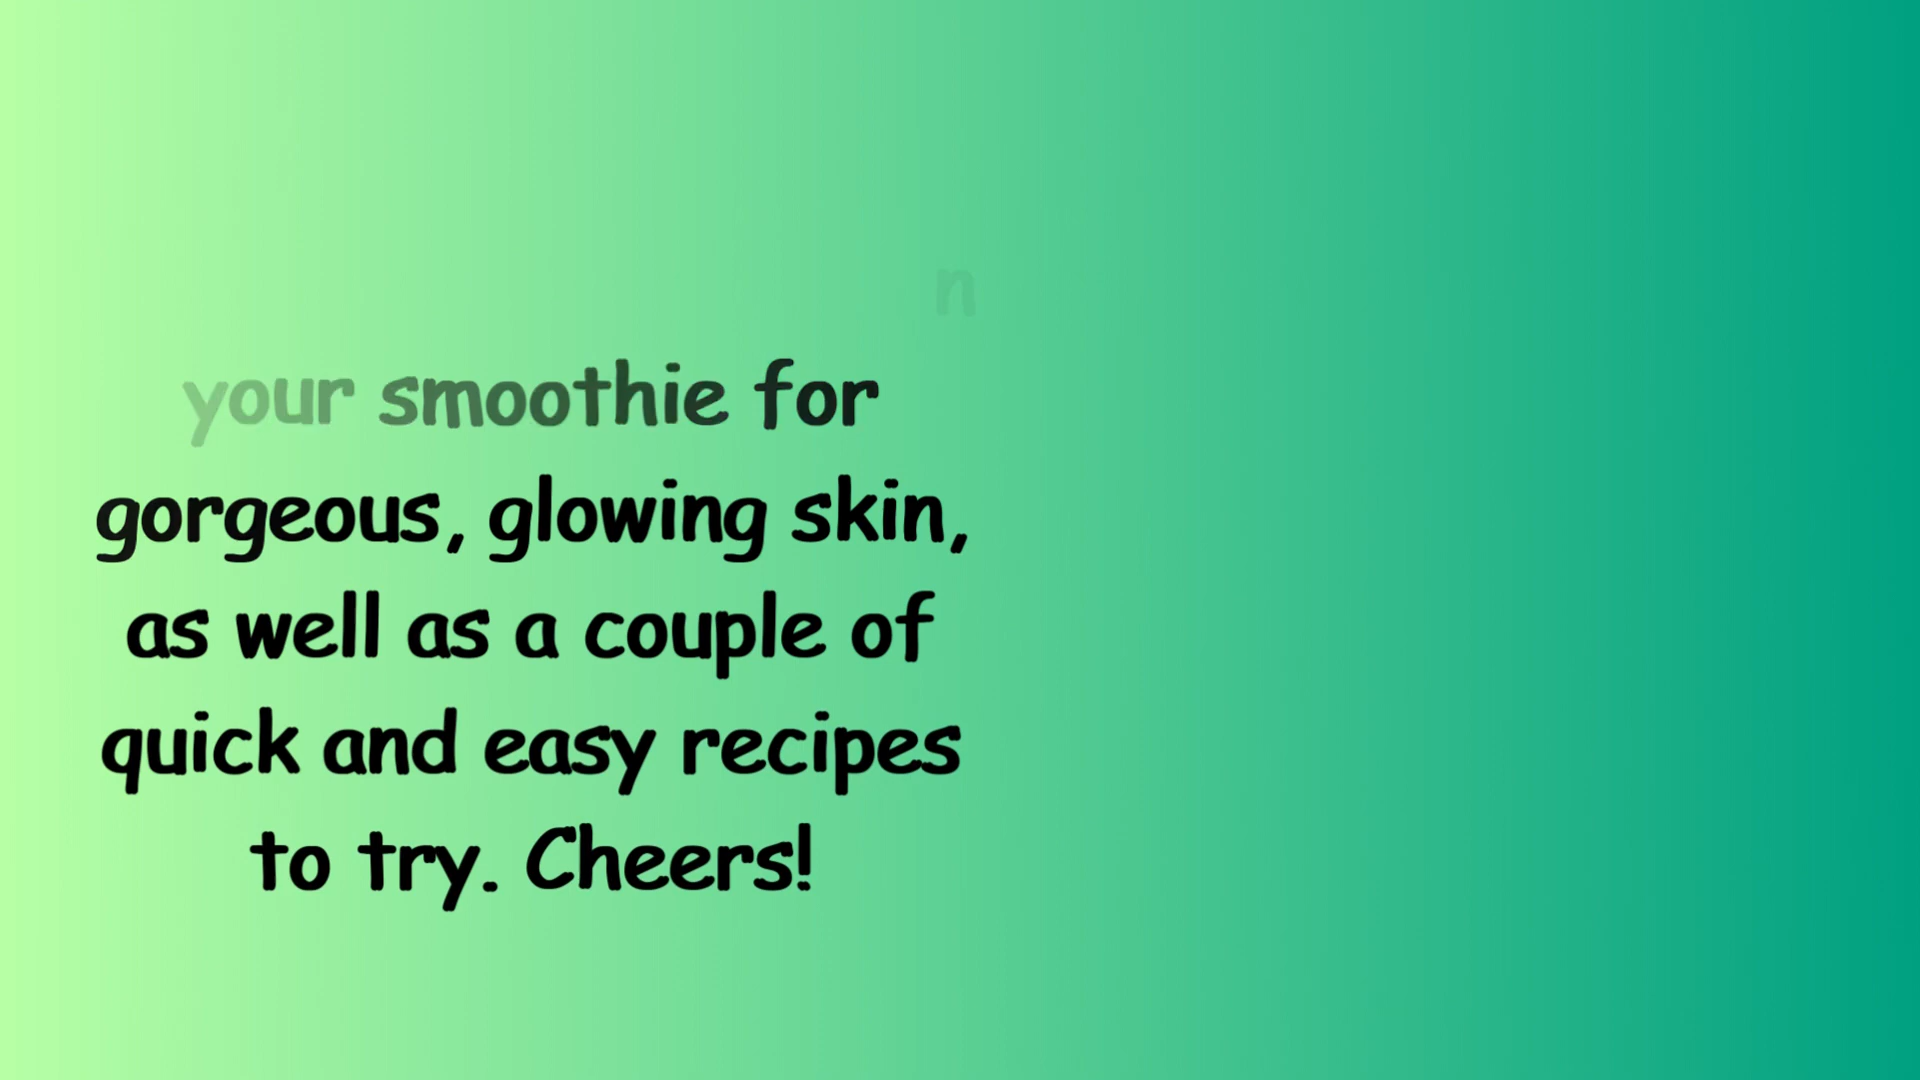 n
your smoothie for
gorgeous, glowing skin,
as well as a couple of
quick and easy recipes
to try. Cheers!